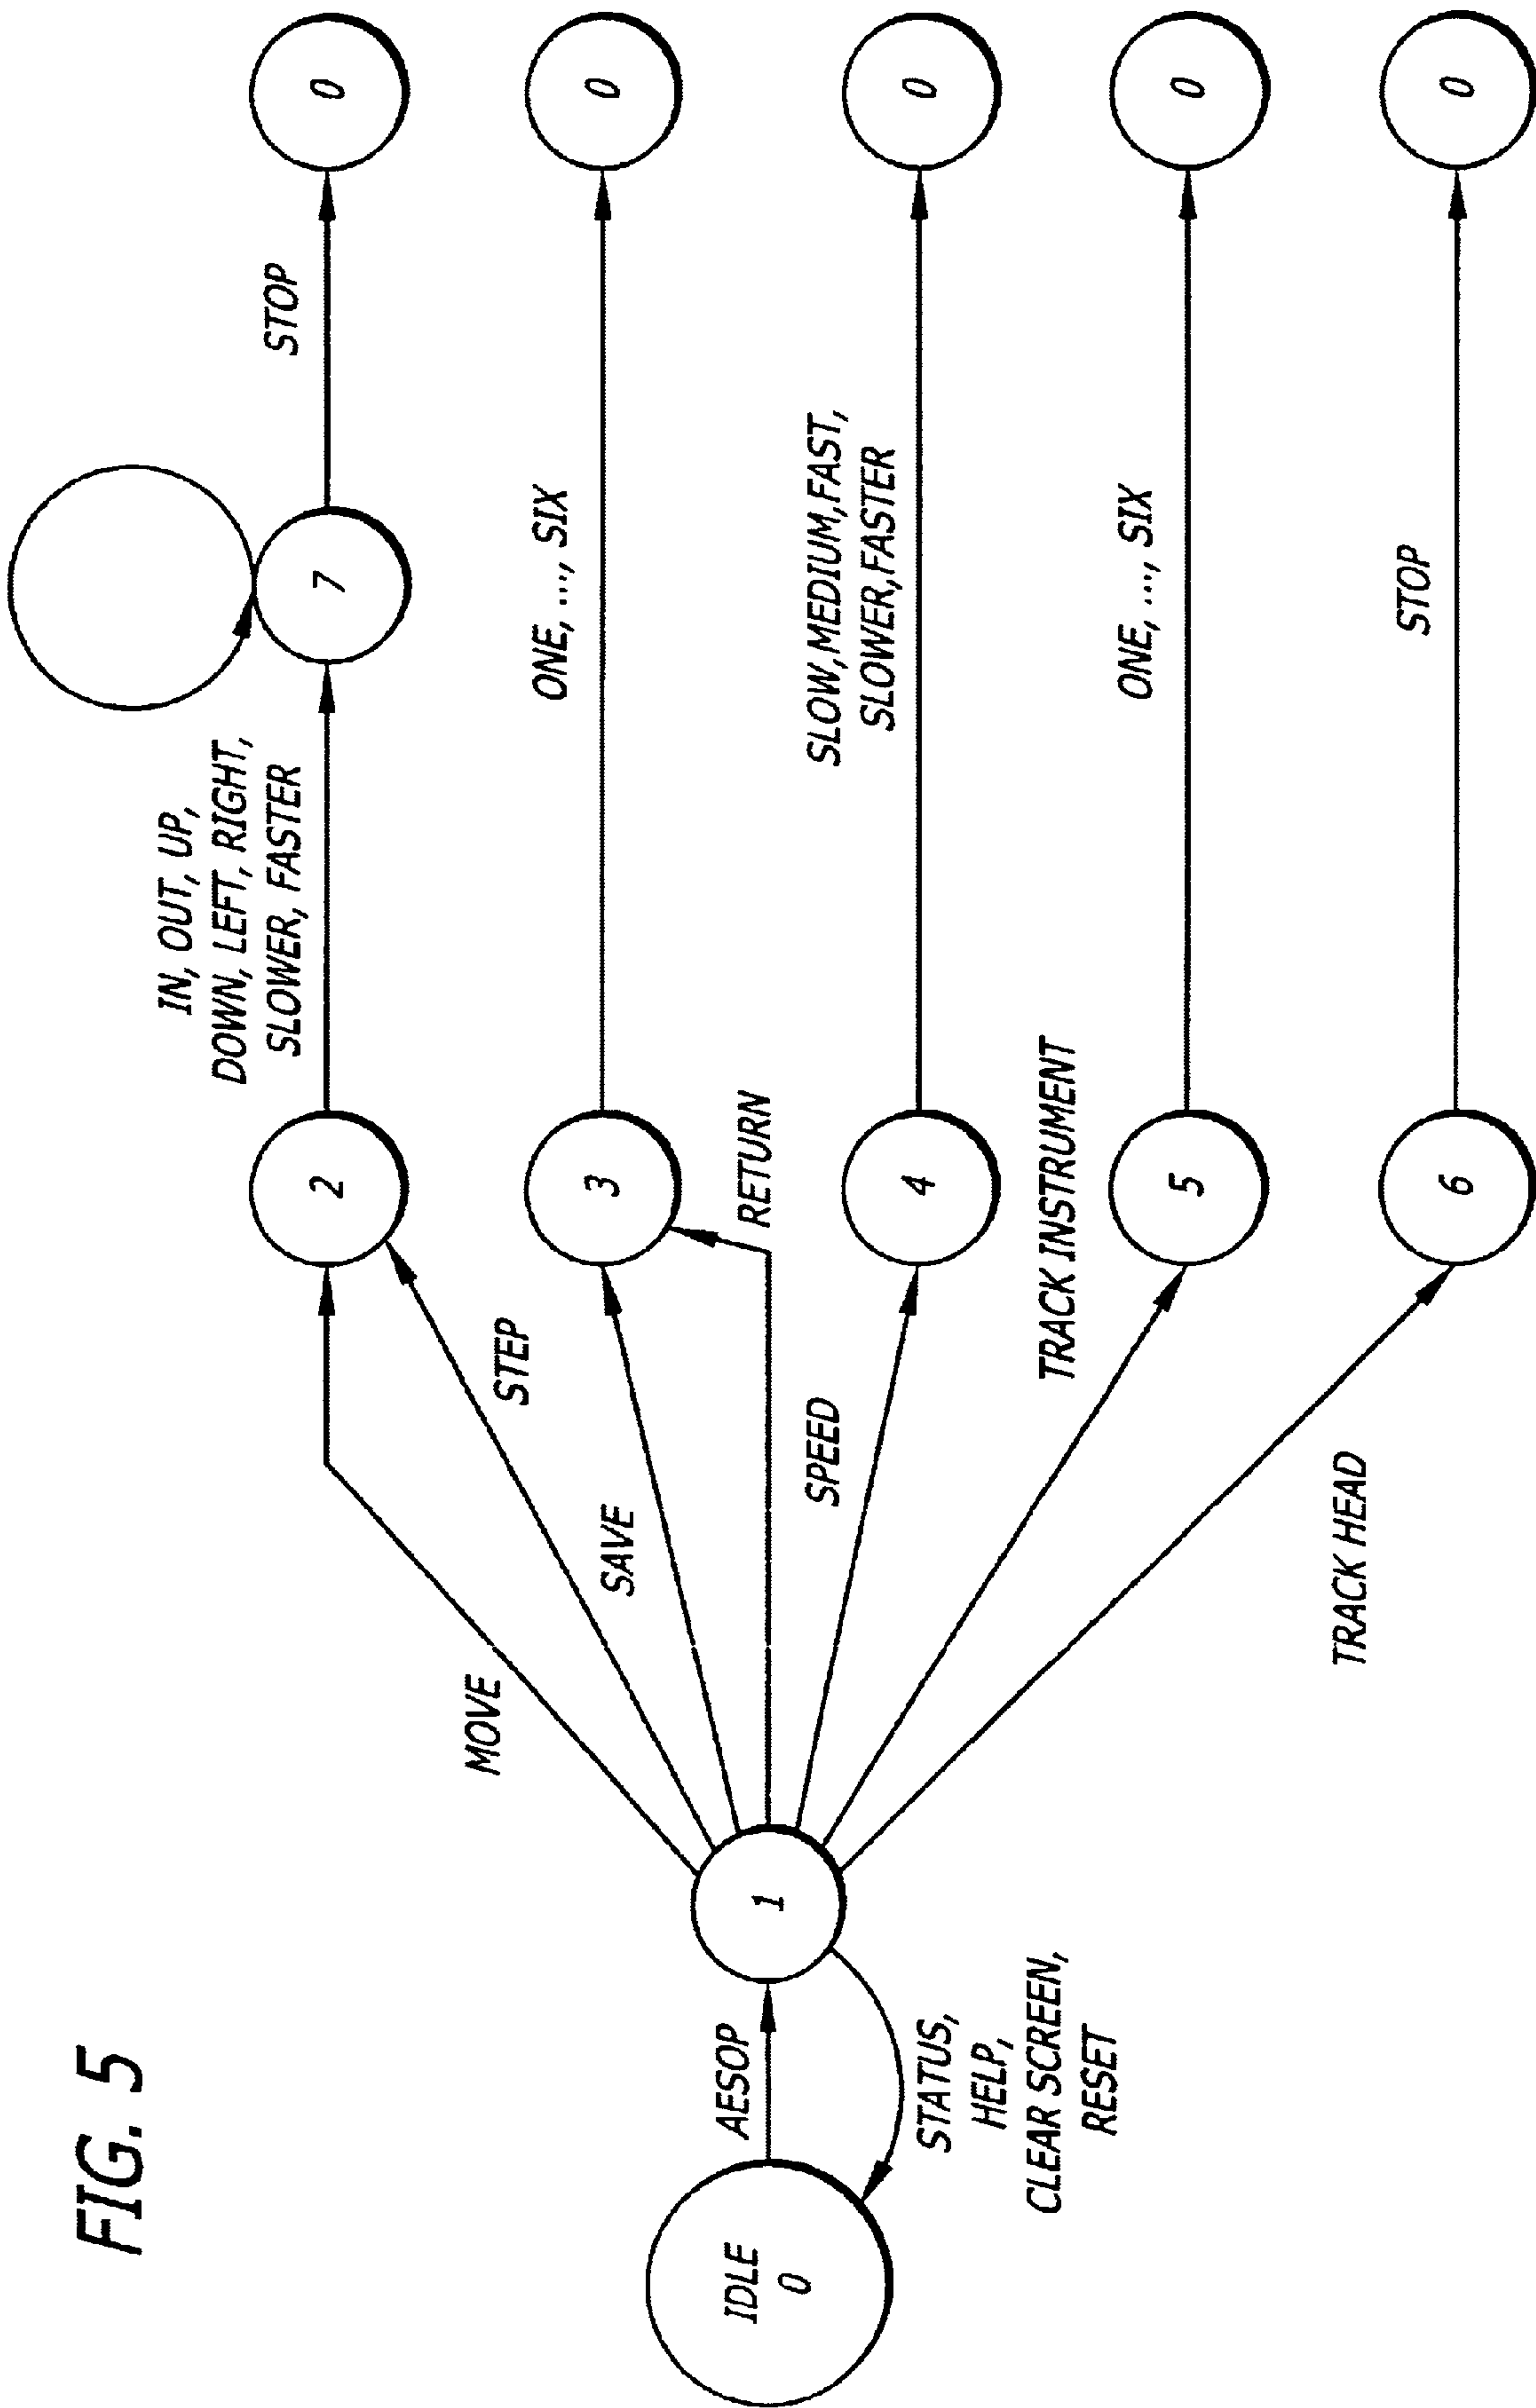 FIG. 5
IDLE
0
AESOP
STATUS,
HELP,
CLEAR SCREEN,
RESET
1
MOVE
STEP
SAVE
RETURN
SPEED
TRACK INSTRUMENT
TRACK HEAD
2
IN, OUT, UP,
DOWN, LEFT, RIGHT,
SLOWER, FASTER
7
STOP
0
3
ONE, ..., SIX
0
4
SLOW, MEDIUM, FAST,
SLOWER, FASTER
0
5
ONE, ..., SIX
0
6
STOP
0